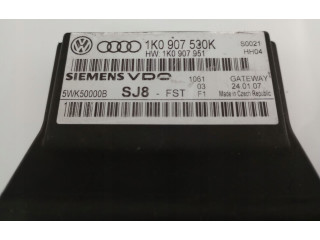 1K0 907 530K S0021
HW: 1K0 907 951 HH04
SIEMENS VDO 1061 GATEWAY
5WK50000B SJ8 - FST 03 24.01.07
F1 Made in Czech Republic